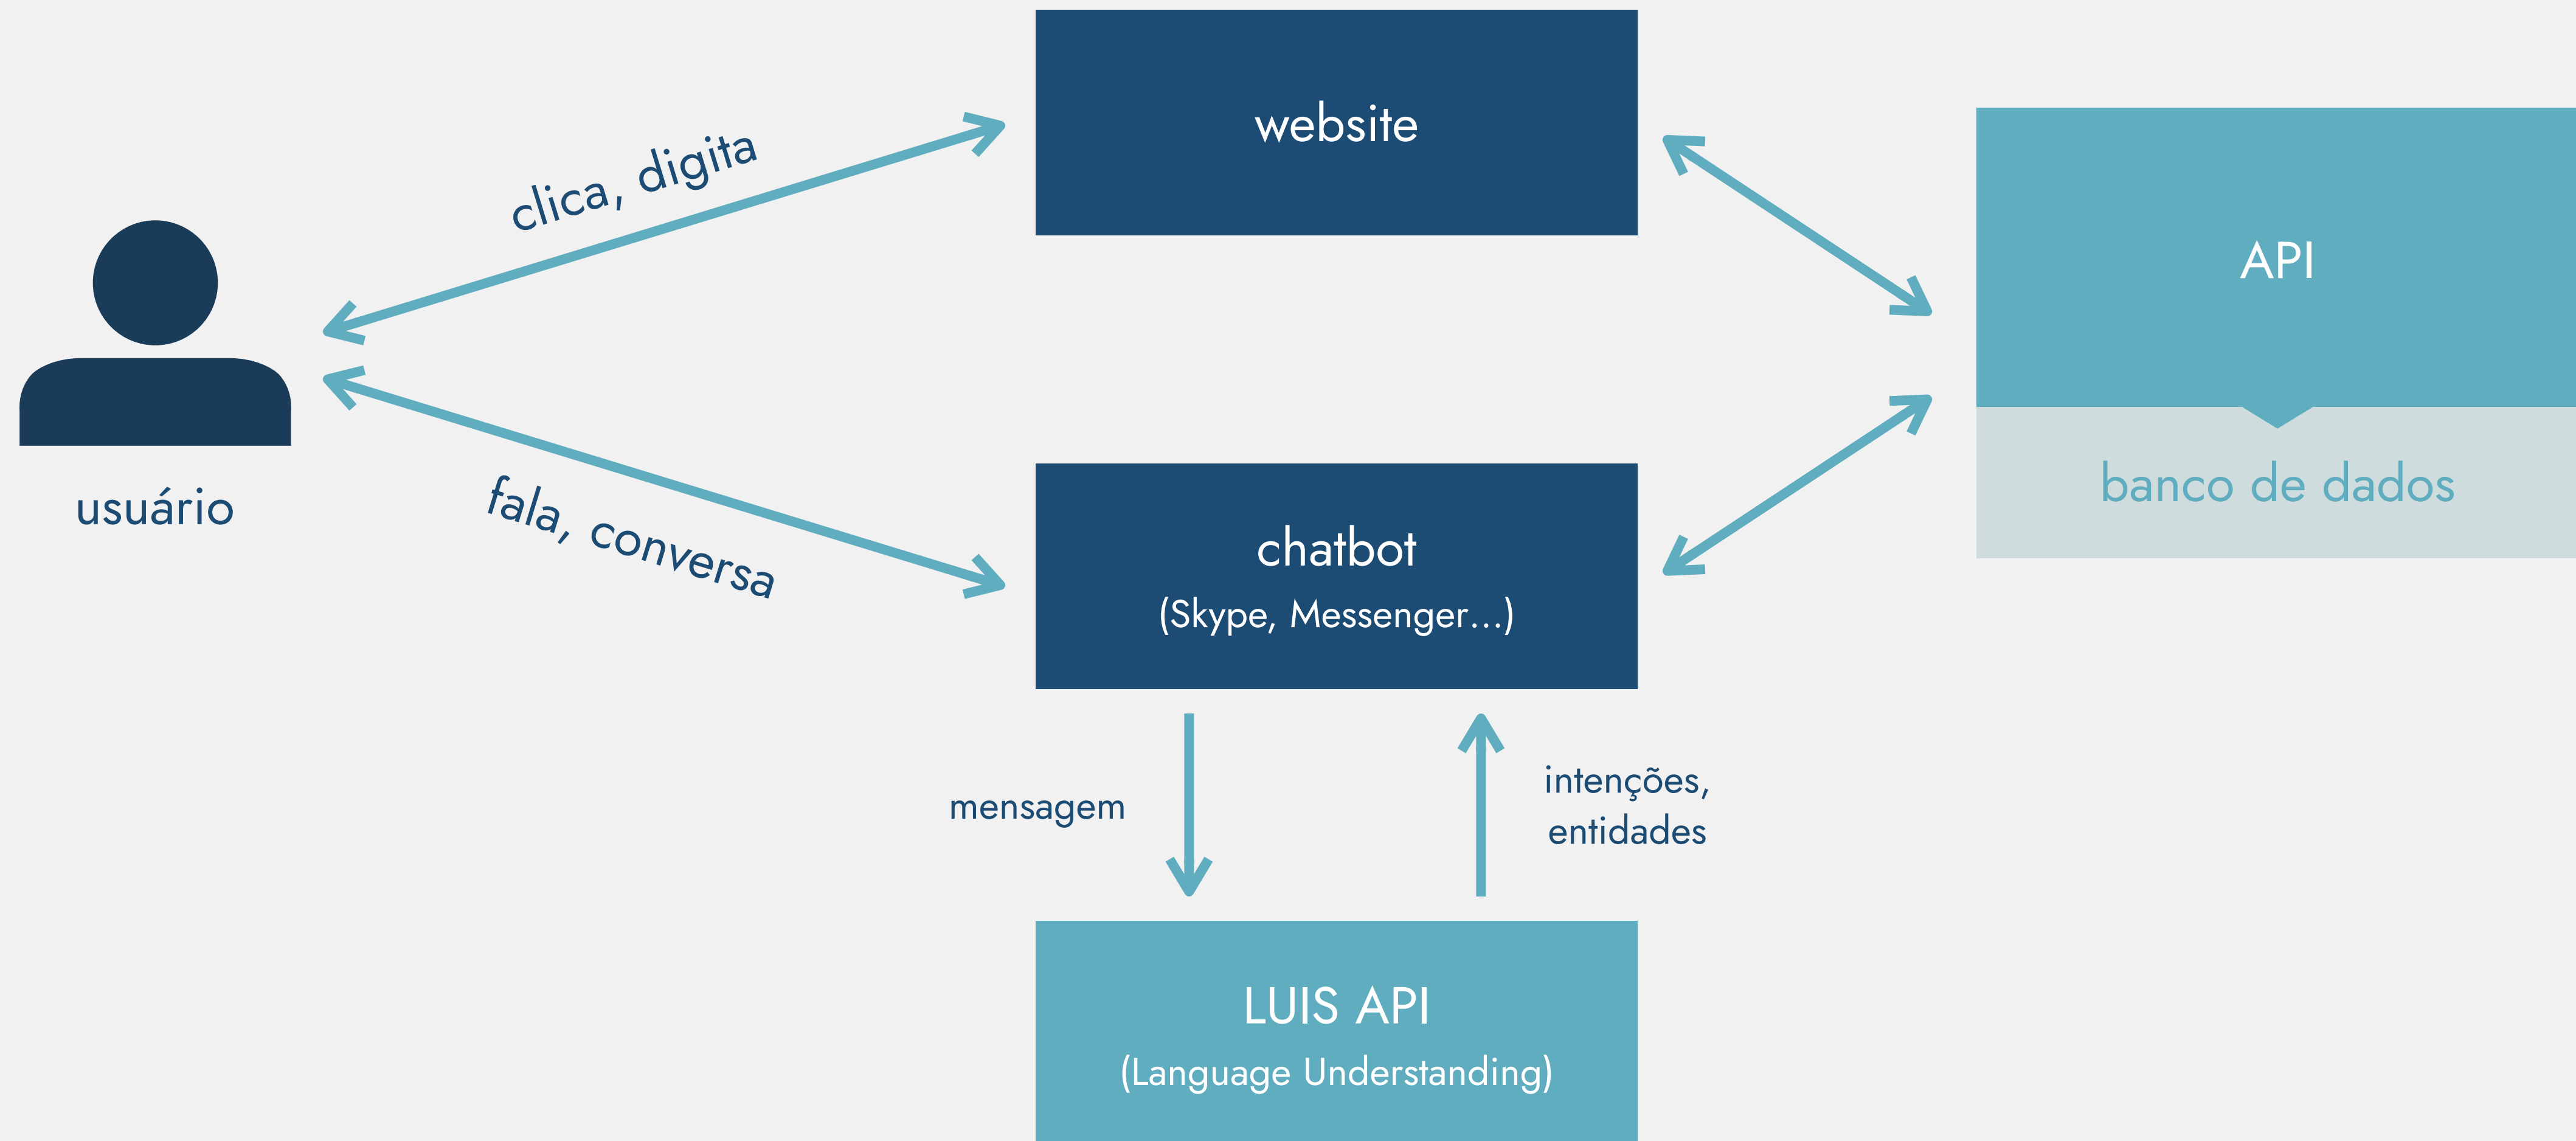 website
clica, digita
API
usuário
fala, conversa
banco de dados
chatbot
(Skype, Messenger...)
mensagem
intenções,
entidades
LUIS API
(Language Understanding)